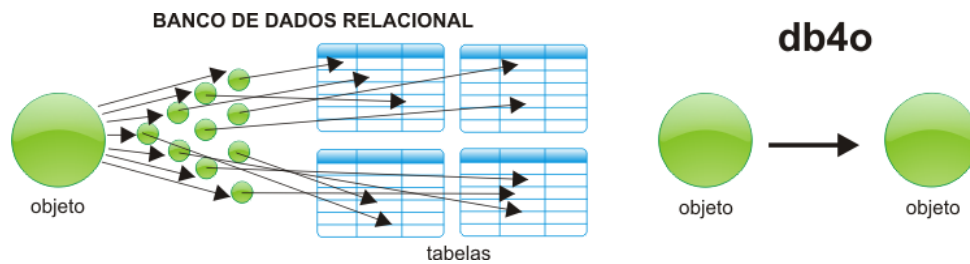 BANCO DE DADOS RELACIONAL
objeto
tabelas
db4o
objeto
objeto